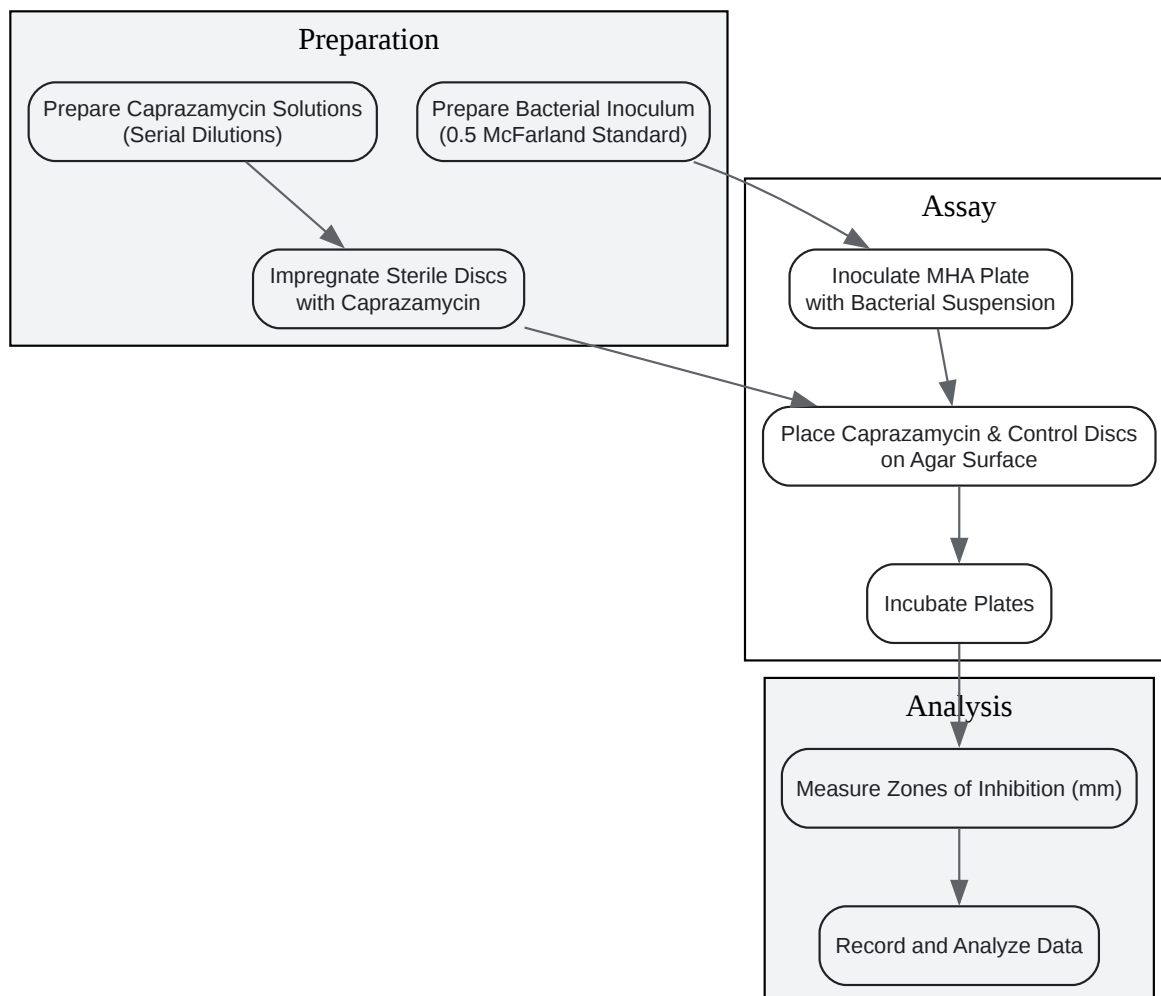 Preparation
Prepare Caprazamycin Solutions
(Serial Dilutions)
Prepare Bacterial Inoculum
(0.5 McFarland Standard)
Impregnate Sterile Discs
with Caprazamycin
Assay
Inoculate MHA Plate
with Bacterial Suspension
Place Caprazamycin & Control Discs
on Agar Surface
Incubate Plates
Analysis
Measure Zones of Inhibition (mm)
Record and Analyze Data